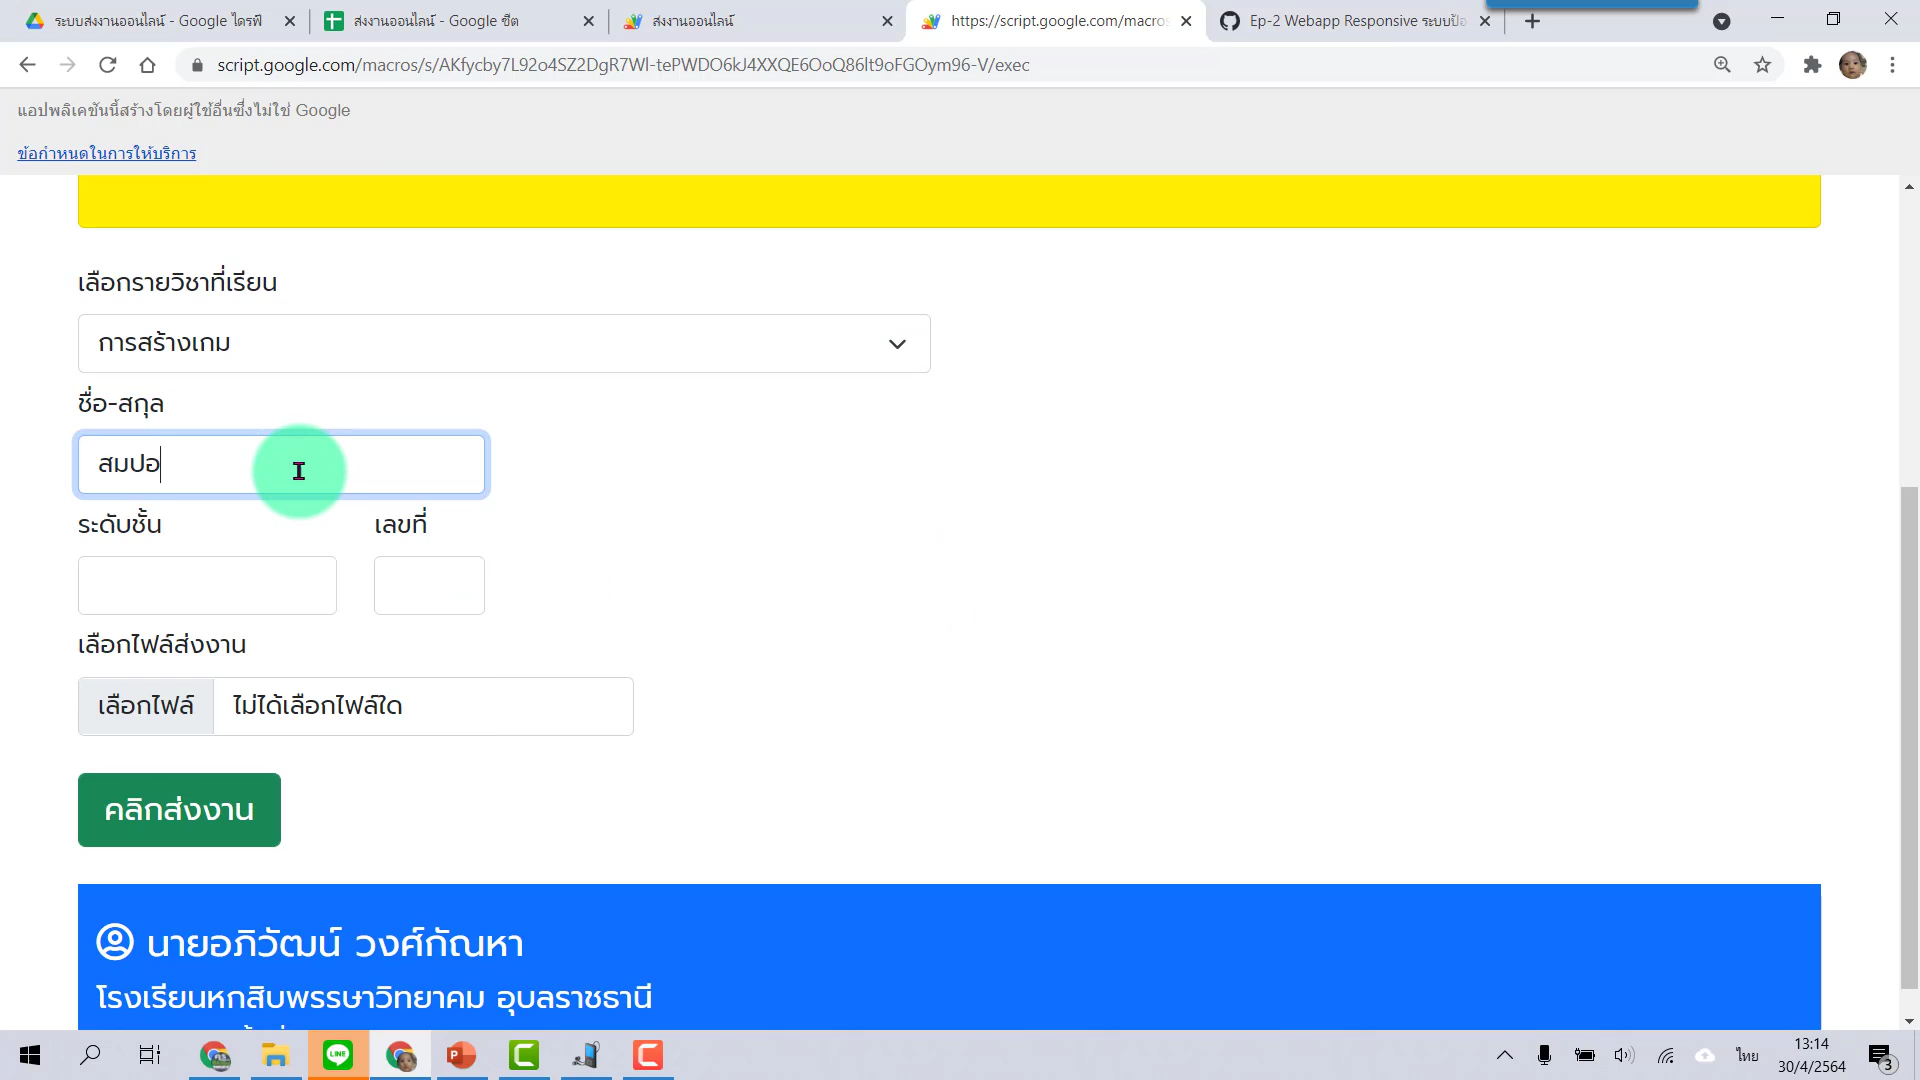 ระบบส่งงานออนไลน์ - Google ไดรฟ์
ส่งงานออนไลน์ - Google ชีต
ส่งงานออนไลน์
https://script.google.com/macro
Ep-2 Webapp Responsive ระบบป้อ
script.google.com/macros/s/AKfycby7L92o4SZ2DgR7Wl-tePWDO6kJ4XXQE6OoQ86lt9oFGOym96-V/exec
แอปพลิเคชันนี้สร้างโดยผู้ใช้อื่นซึ่งไม่ใช่ Google
ข้อกำหนดในการให้บริการ
เลือกรายวิชาที่เรียน
การสร้างเกม
ชื่อ-สกุล
สมปอ
ระดับชั้น เลขที่
เลือกไฟล์ส่งงาน
เลือกไฟล์ ไม่ได้เลือกไฟล์ใด
คลิกส่งงาน
นายอภิวัฒน์ วงศ์กัณหา
โรงเรียนหกสิบพรรษาวิทยาคม อุบลราชธานี
LINE
ไทย
13:14
30/4/2564
3